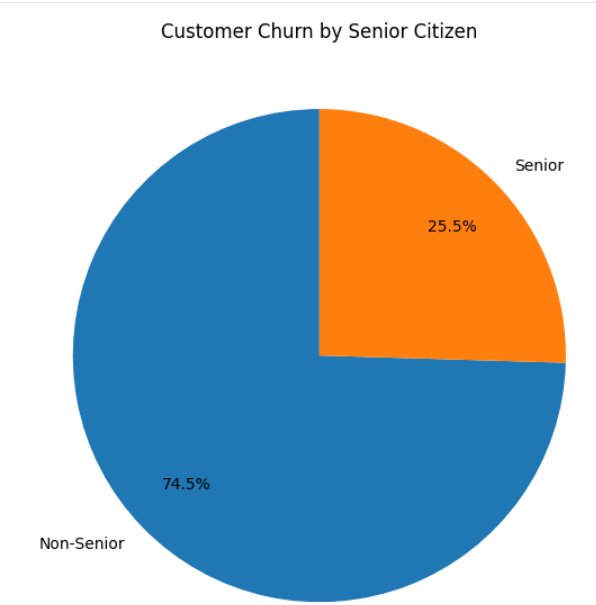 Customer Churn by Senior Citizen
Senior
25.5%
74.5%
Non-Senior